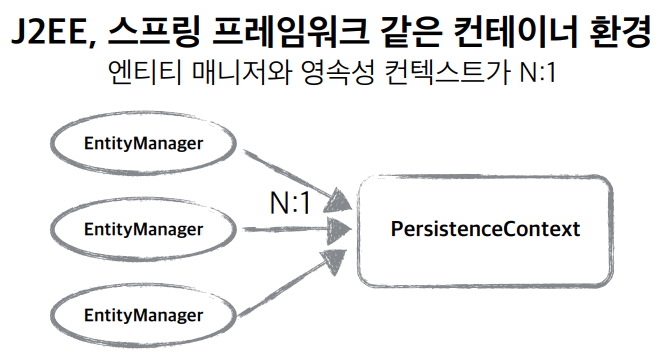 J2EE, 스프링 프레임워크 같은 컨테이너 환경
엔티티 매니저와 영속성 컨텍스트가 N:1
EntityManager
N:1
EntityManager
PersistenceContext
EntityManager